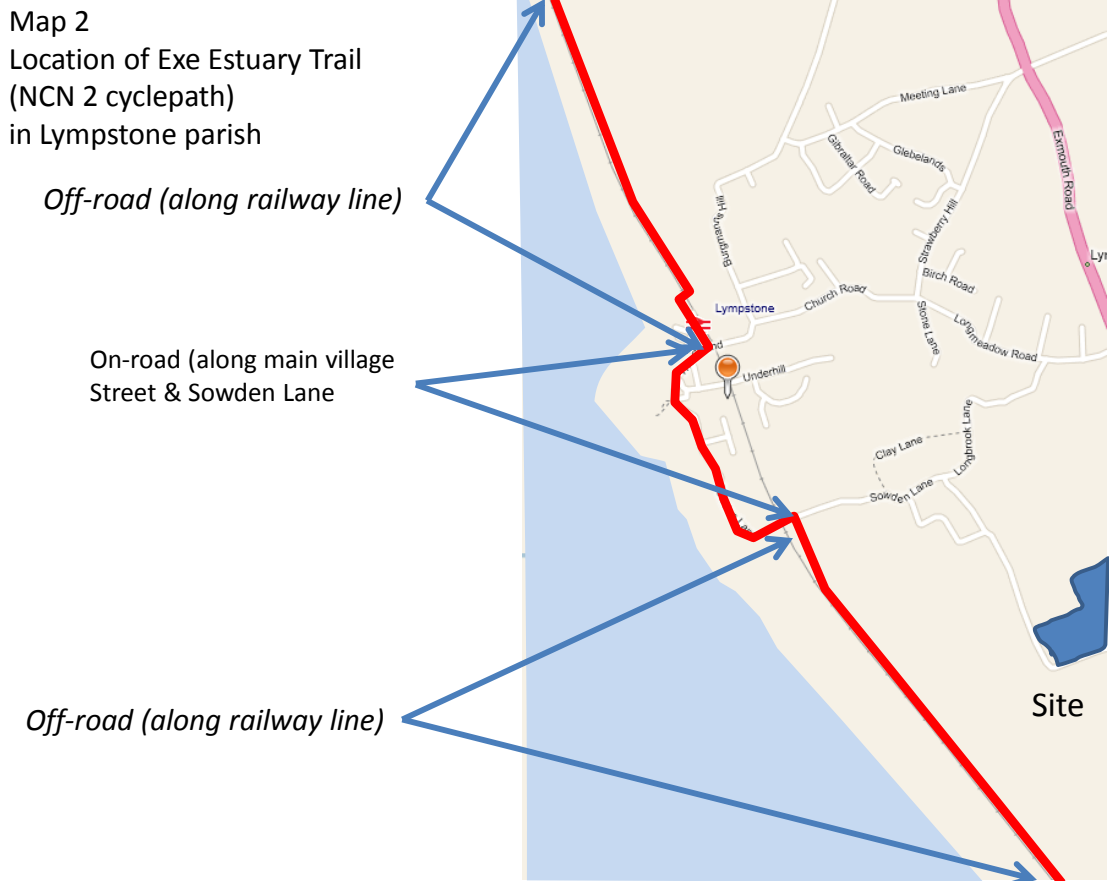 Map 2
Location of Exe Estuary Trail
(NCN 2 cyclepath)
in Lympstone parish
Off-road (along railway line)
On-road (along main village
Street & Sowden Lane
Off-road (along railway line)
Meeting Lane
Gibraltar Road
Glebelands
Exmouth Road
Burgmanns Hill
Strawberry Hill
Birch Road
Lympstone
Church Road
Stone Lane
Longmeadow Road
Underhill
Clay Lane
Longbrook Lane
Sowden Lane
Site